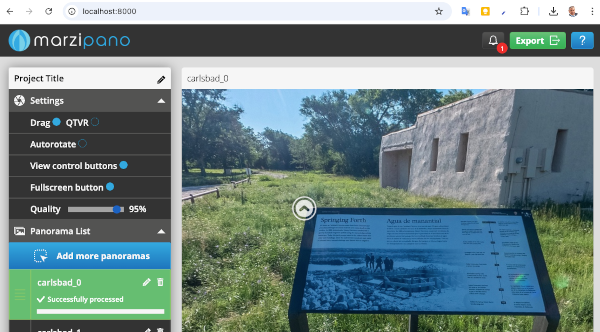 localhost:8000
marzipano
1
Export
?
Project Title
carlsbad_0
Settings
Drag QTVR
Autorotate
View control buttons
Fullscreen button
Quality 95%
Panorama List
Add more panoramas
carlsbad_0
Successfully processed
carlsbad_1
Springing Forth
Agua de manantial